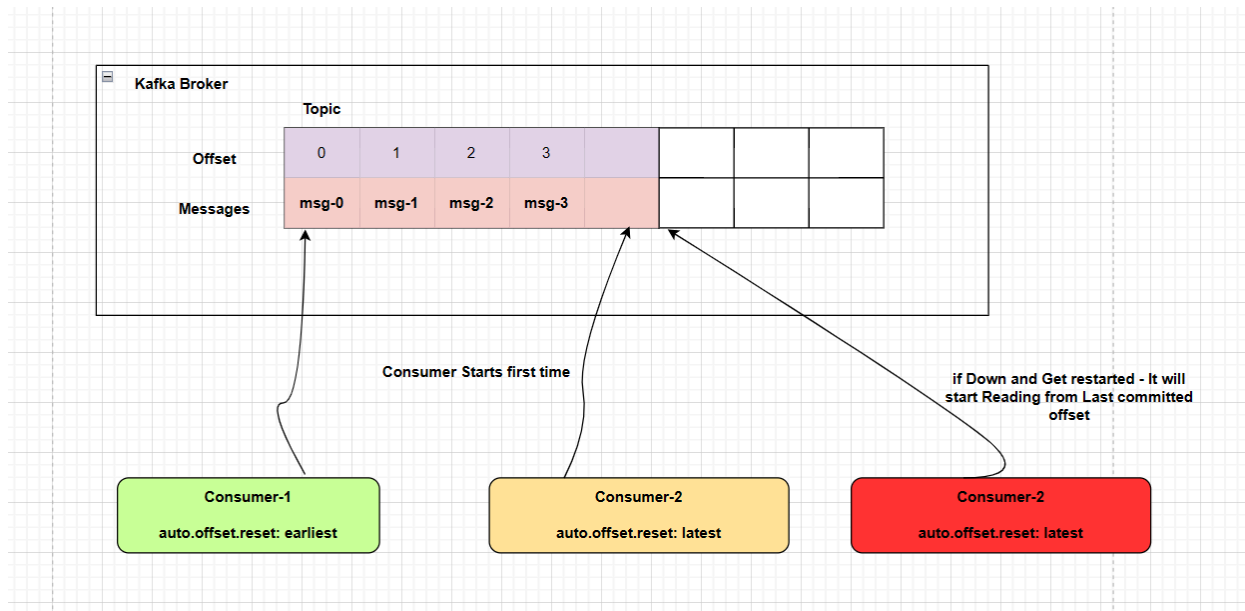 Kafka Broker
Topic
Offset
0 1 2 3
Messages
msg-0 msg-1 msg-2 msg-3
Consumer Starts first time
if Down and Get restarted - It will
start Reading from Last committed
offset
Consumer-1
auto.offset.reset: earliest
Consumer-2
auto.offset.reset: latest
Consumer-2
auto.offset.reset: latest